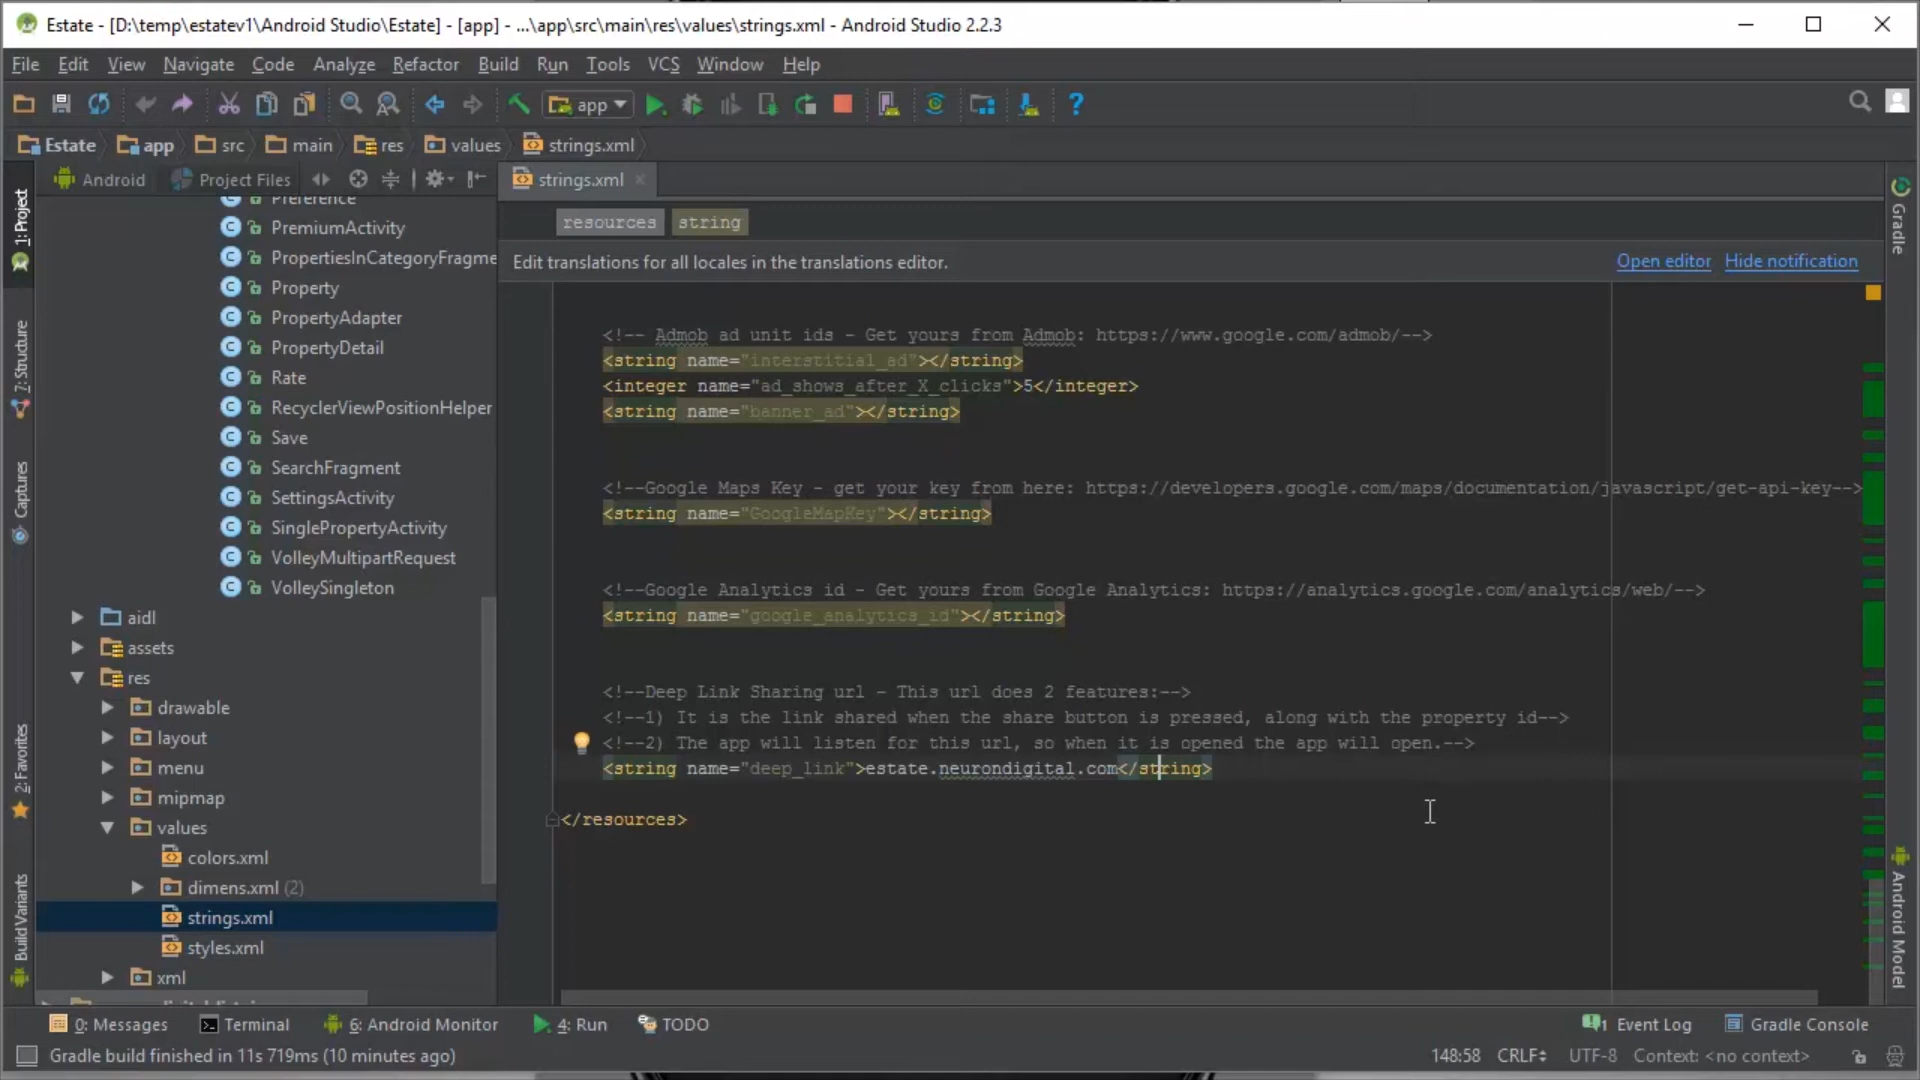 Estate - [D:\temp\estatev1\Android Studio\Estate] - [app] - ...\app\src\main\res\values\strings.xml - Android Studio 2.2.3
File Edit View Navigate Code Analyze Refactor Build Run Tools VCS Window Help
app
Estate app src main res values strings.xml
Android Project Files strings.xml
resources string
Edit translations for all locales in the translations editor. Open editor Hide notification
1: Project
7: Structure
Captures
2: Favorites
Build Variants
Preference
PremiumActivity
PropertiesInCategoryFragme
Property
PropertyAdapter
PropertyDetail
Rate
RecyclerViewPositionHelper
Save
SearchFragment
SettingsActivity
SinglePropertyActivity
VolleyMultipartRequest
VolleySingleton
aidl
assets
res
drawable
layout
menu
mipmap
values
colors.xml
dimens.xml (2)
strings.xml
styles.xml
xml
<!-- Admob ad unit ids - Get yours from Admob: https://www.google.com/admob/-->
<string name="interstitial_ad"></string>
<integer name="ad_shows_after_X_clicks">5</integer>
<string name="banner_ad"></string>
<!--Google Maps Key - get your key from here: https://developers.google.com/maps/documentation/javascript/get-api-key-->
<string name="GoogleMapKey"></string>
<!--Google Analytics id - Get yours from Google Analytics: https://analytics.google.com/analytics/web/-->
<string name="google_analytics_id"></string>
<!--Deep Link Sharing url - This url does 2 features:-->
<!--1) It is the link shared when the share button is pressed, along with the property id-->
<!--2) The app will listen for this url, so when it is opened the app will open.-->
<string name="deep_link">estate.neurondigital.com</string>
</resources>
Gradle
Android Model
0: Messages Terminal 6: Android Monitor 4: Run TODO 1 Event Log Gradle Console
Gradle build finished in 11s 719ms (10 minutes ago) 148:58 CRLF UTF-8 Context: <no context>